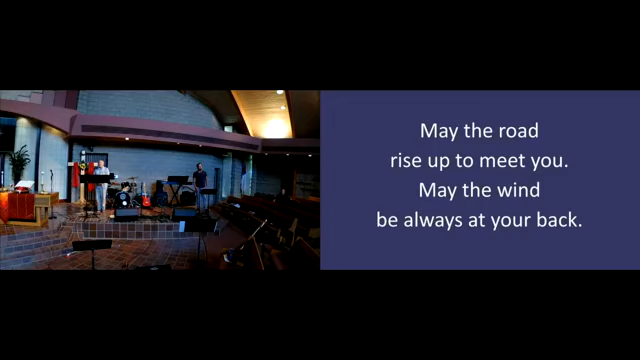 May the road
rise up to meet you.
May the wind
be always at your back.